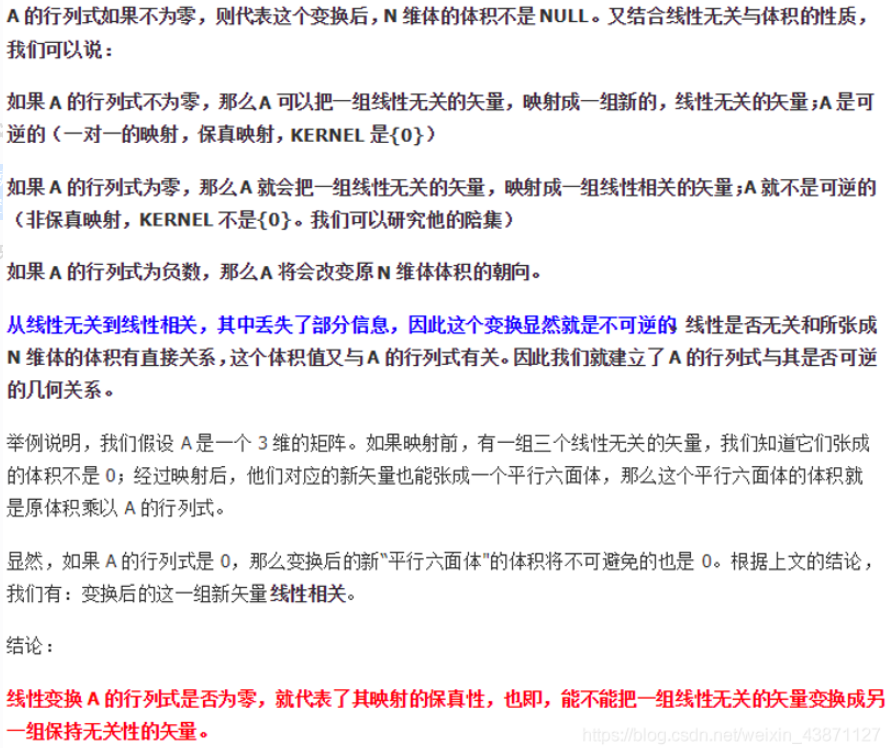 A 的行列式如果不为零，则代表这个变换后，N 维体的体积不是 NULL。又结合线性无关与体积的性质，
我们可以说：
如果 A 的行列式不为零，那么 A 可以把一组线性无关的矢量，映射成一组新的，线性无关的矢量；A 是可
逆的（一对一的映射，保真映射，KERNEL 是{0}）
如果 A 的行列式为零，那么 A 就会把一组线性无关的矢量，映射成一组线性相关的矢量；A 就不是可逆的
（非保真映射，KERNEL 不是{0}。我们可以研究他的陪集）
如果 A 的行列式为负数，那么 A 将会改变原 N 维体体积的朝向。
从线性无关到线性相关，其中丢失了部分信息，因此这个变换显然就是不可逆的 线性是否无关和所张成
N 维体的体积有直接关系，这个体积值又与 A 的行列式有关。因此我们就建立了 A 的行列式与其是否可逆
的几何关系。
举例说明，我们假设 A 是一个 3 维的矩阵。如果映射前，有一组三个线性无关的矢量，我们知道它们张成
的体积不是 0；经过映射后，他们对应的新矢量也能张成一个平行六面体，那么这个平行六面体的体积就
是原体积乘以 A 的行列式。
显然，如果 A 的行列式是 0，那么变换后的新“平行六面体"的体积将不可避免的也是 0。根据上文的结论，
我们有：变换后的这一组新矢量线性相关。
结论：
线性变换 A 的行列式是否为零，就代表了其映射的保真性，也即，能不能把一组线性无关的矢量变换成另
一组保持无关性的矢量。
https://blog.csdn.net/weixin_43871127